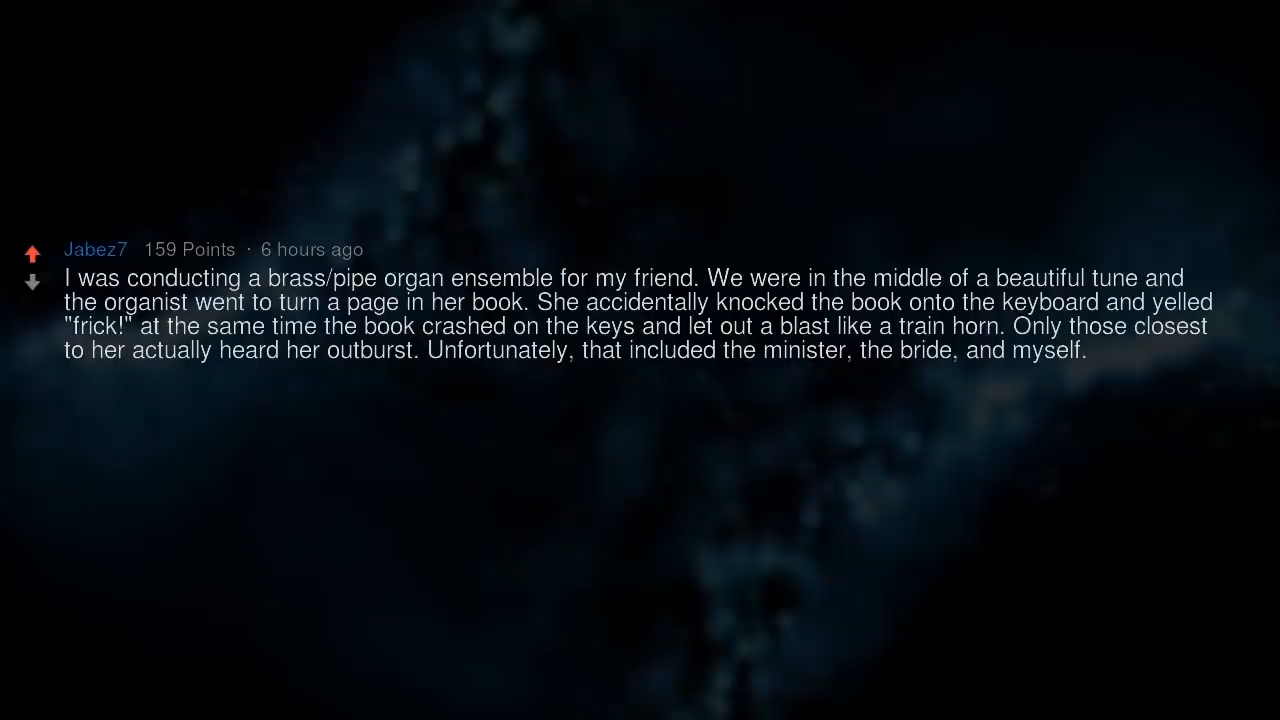 Jabez7 159 Points · 6 hours ago
I was conducting a brass/pipe organ ensemble for my friend. We were in the middle of a beautiful tune and
the organist went to turn a page in her book. She accidentally knocked the book onto the keyboard and yelled
"frick!" at the same time the book crashed on the keys and let out a blast like a train horn. Only those closest
to her actually heard her outburst. Unfortunately, that included the minister, the bride, and myself.